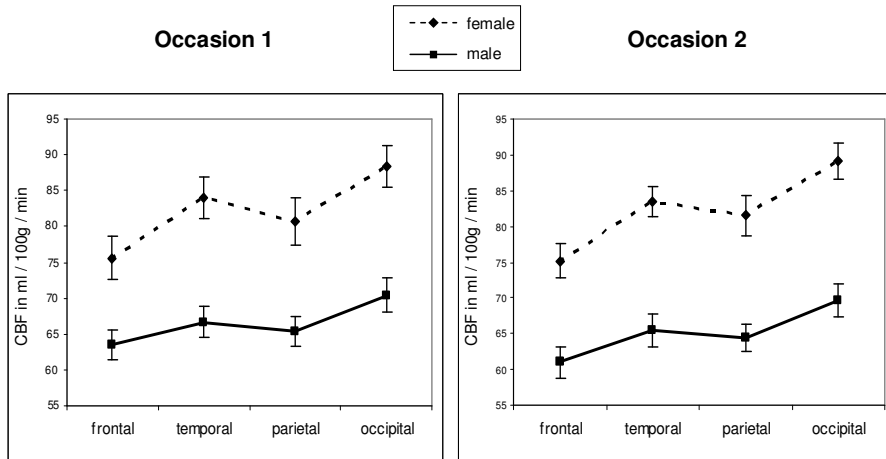 Occasion 1
female
male
Occasion 2
CBF in ml / 100g / min
95
90
85
80
75
70
65
60
55
frontal temporal parietal occipital
CBF in ml / 100g / min
95
90
85
80
75
70
65
60
55
frontal temporal parietal occipital